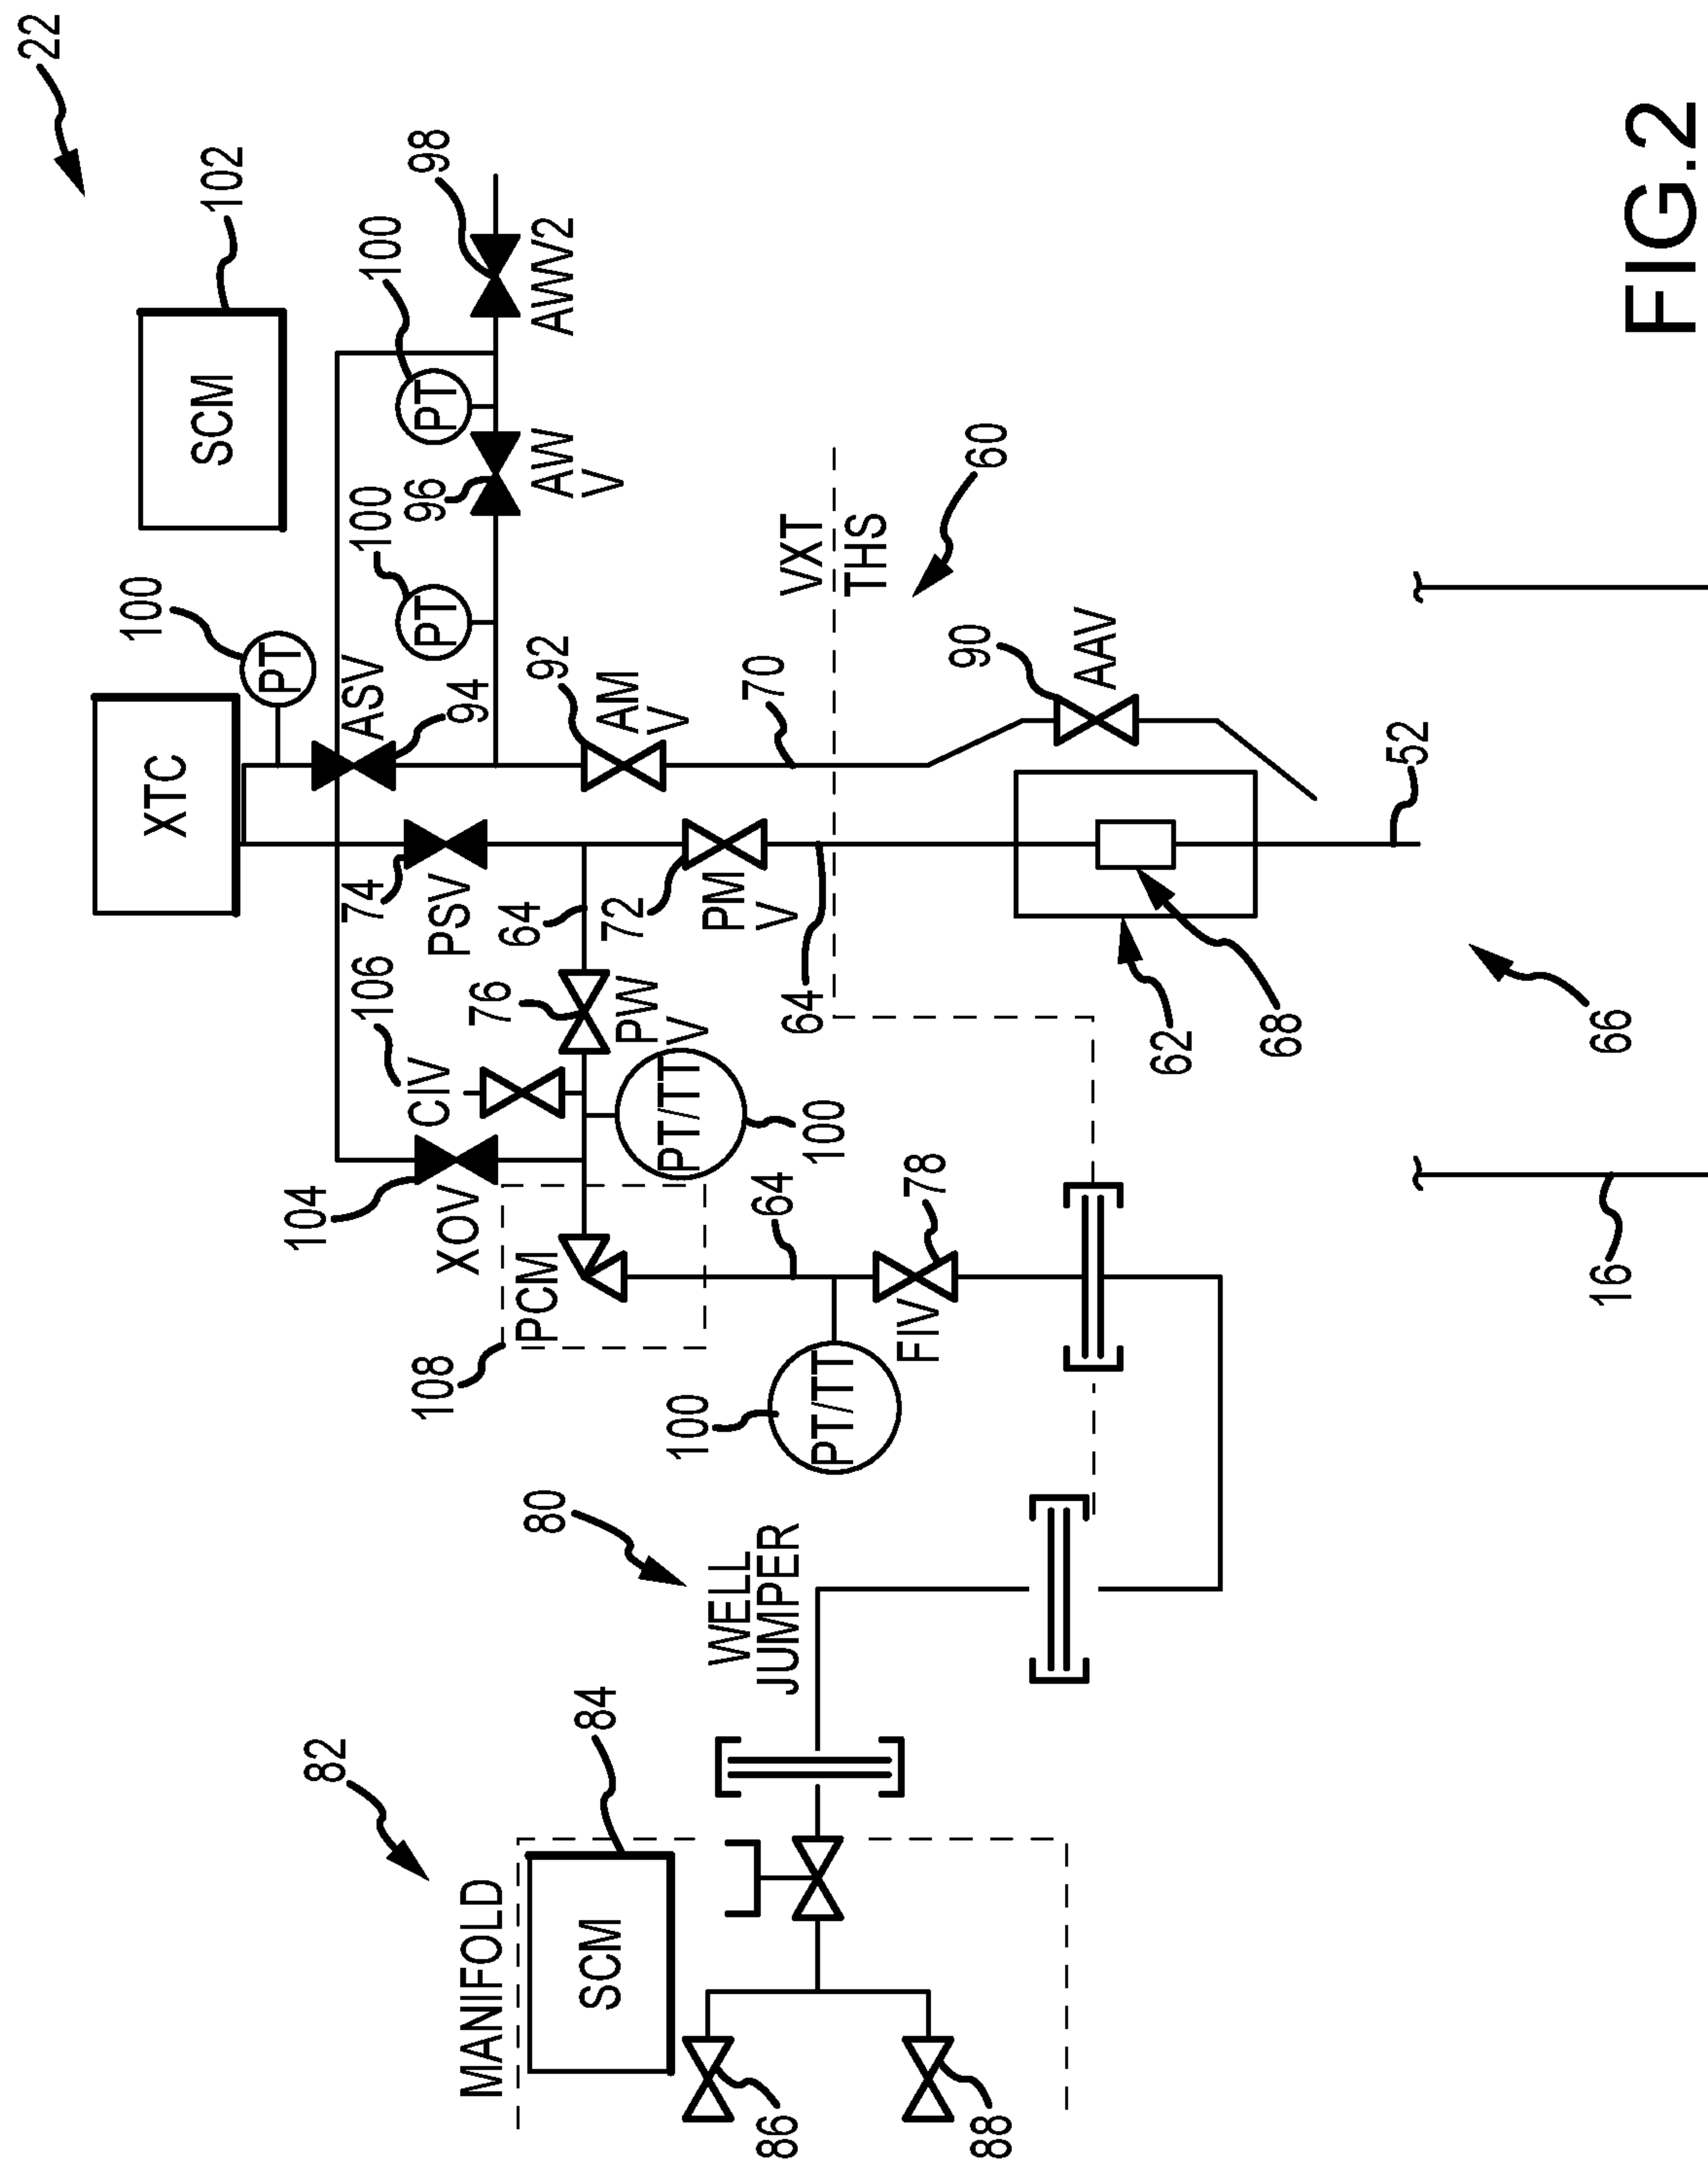 22
100
XTC
102
SCM
PT
104
82
74
ASV
106
100
100
CIV
96
98
108
PT
PT
XOV
PSV
94
MANIFOLD
76
64
80
PCM
92
AW
V
AWV2
84
SCM
72
AM
V
PW
V
PT/TT
100
PM
V
WELL
JUMPER
70
64
86
64
VXT
THS
100
PT/TT
FIV
78
60
90
88
AAV
62
68
52
16
66
FIG.2